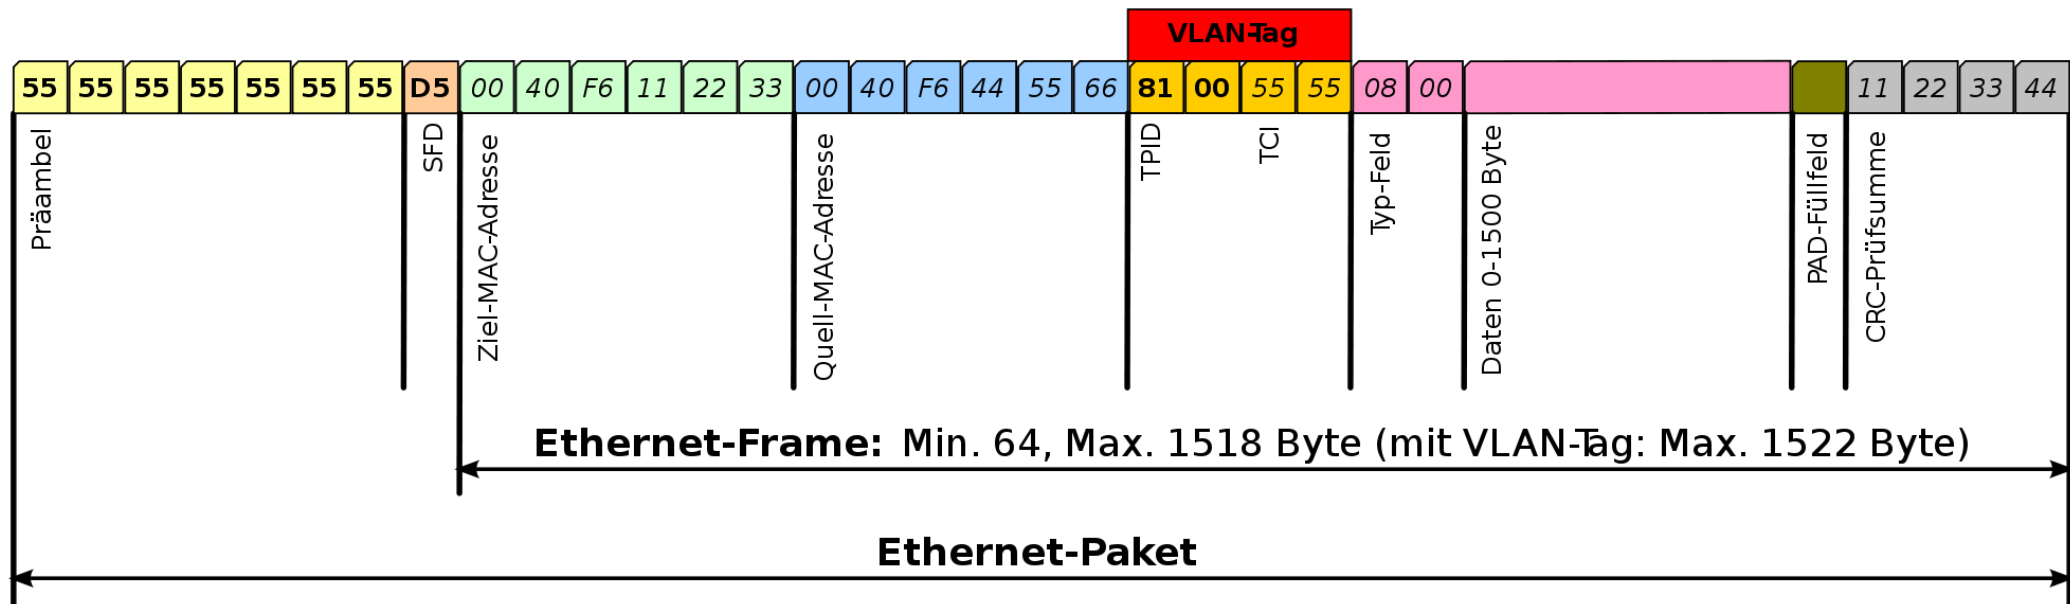 VLAN-Tag
55 55 55 55 55 55 55 D5 00 40 F6 11 22 33 00 40 F6 44 55 66 81 00 55 55 08 00 11 22 33 44
Präambel
SFD
Ziel-MAC-Adresse
Quell-MAC-Adresse
TPID
TCI
Typ-Feld
Daten 0-1500 Byte
PAD-Füllfeld
CRC-Prüfsumme
Ethernet-Frame: Min. 64, Max. 1518 Byte (mit VLAN-Tag: Max. 1522 Byte)
Ethernet-Paket